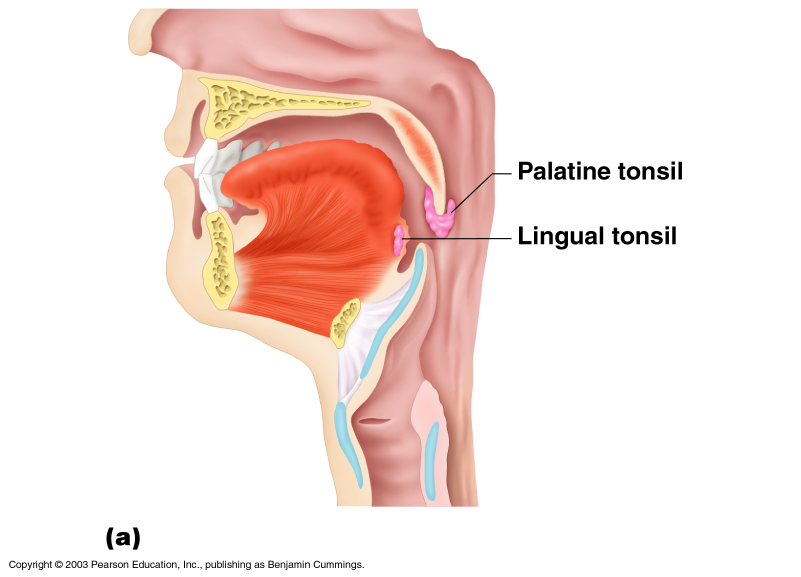 Palatine tonsil
Lingual tonsil
(a)
Copyright © 2003 Pearson Education, Inc., publishing as Benjamin Cummings.